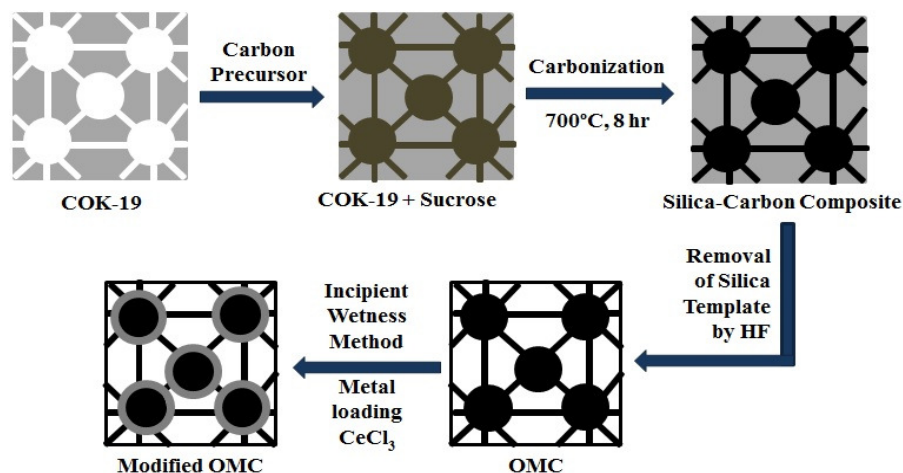 Carbon
Precursor
Carbonization
700°C, 8 hr
COK-19
COK-19 + Sucrose
Silica-Carbon Composite
Removal
of Silica
Template
by HF
Incipient
Wetness
Method
Metal
loading
CeCl₃
Modified OMC
OMC